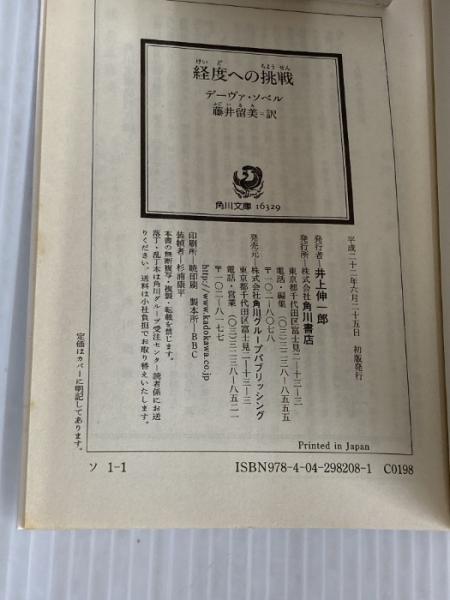 けいど ちょうせん
経度への挑戦
デーヴァ・ソベル
ふじいるみ
藤井留美=訳
角川文庫 16329
平成二十二年六月二十五日 初版発行
発行者―井上伸一郎
発行所―株式会社角川書店
東京都千代田区富士見二―十三―三
電話・編集(〇三)三二三八―八五五五
〒一〇二―八〇七八
発売元―株式会社角川グループパブリッシング
東京都千代田区富士見二―十三―三
電話・営業(〇三)三二三八―八五二一
〒一〇二―八一七七
http://www.kadokawa.co.jp
印刷所―暁印刷 製本所―BBC
装幀者―杉浦康平
本書の無断複写・複製・転載を禁じます。
落丁・乱丁本は角川グループ受注センター読者係にお送
りください。送料は小社負担でお取り替えいたします。
定価はカバーに明記してあります。
Printed in Japan
ソ 1-1
ISBN978-4-04-298208-1 C0198